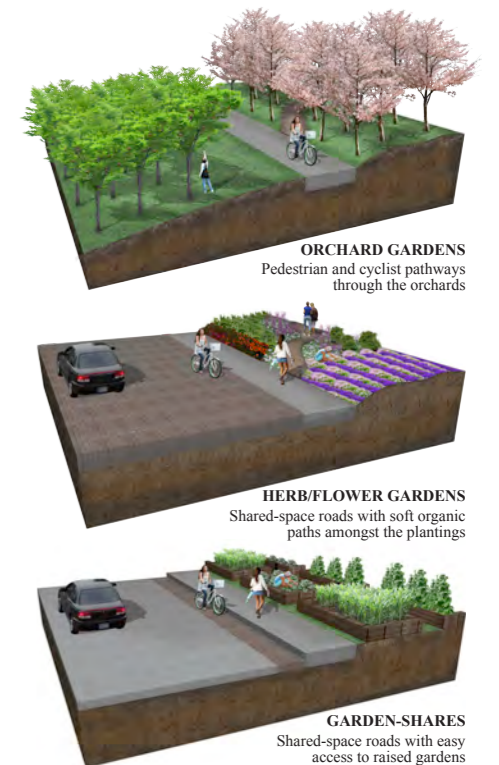 ORCHARD GARDENS
Pedestrian and cyclist pathways
through the orchards
HERB/FLOWER GARDENS
Shared-space roads with soft organic
paths amongst the plantings
GARDEN-SHARES
Shared-space roads with easy
access to raised gardens